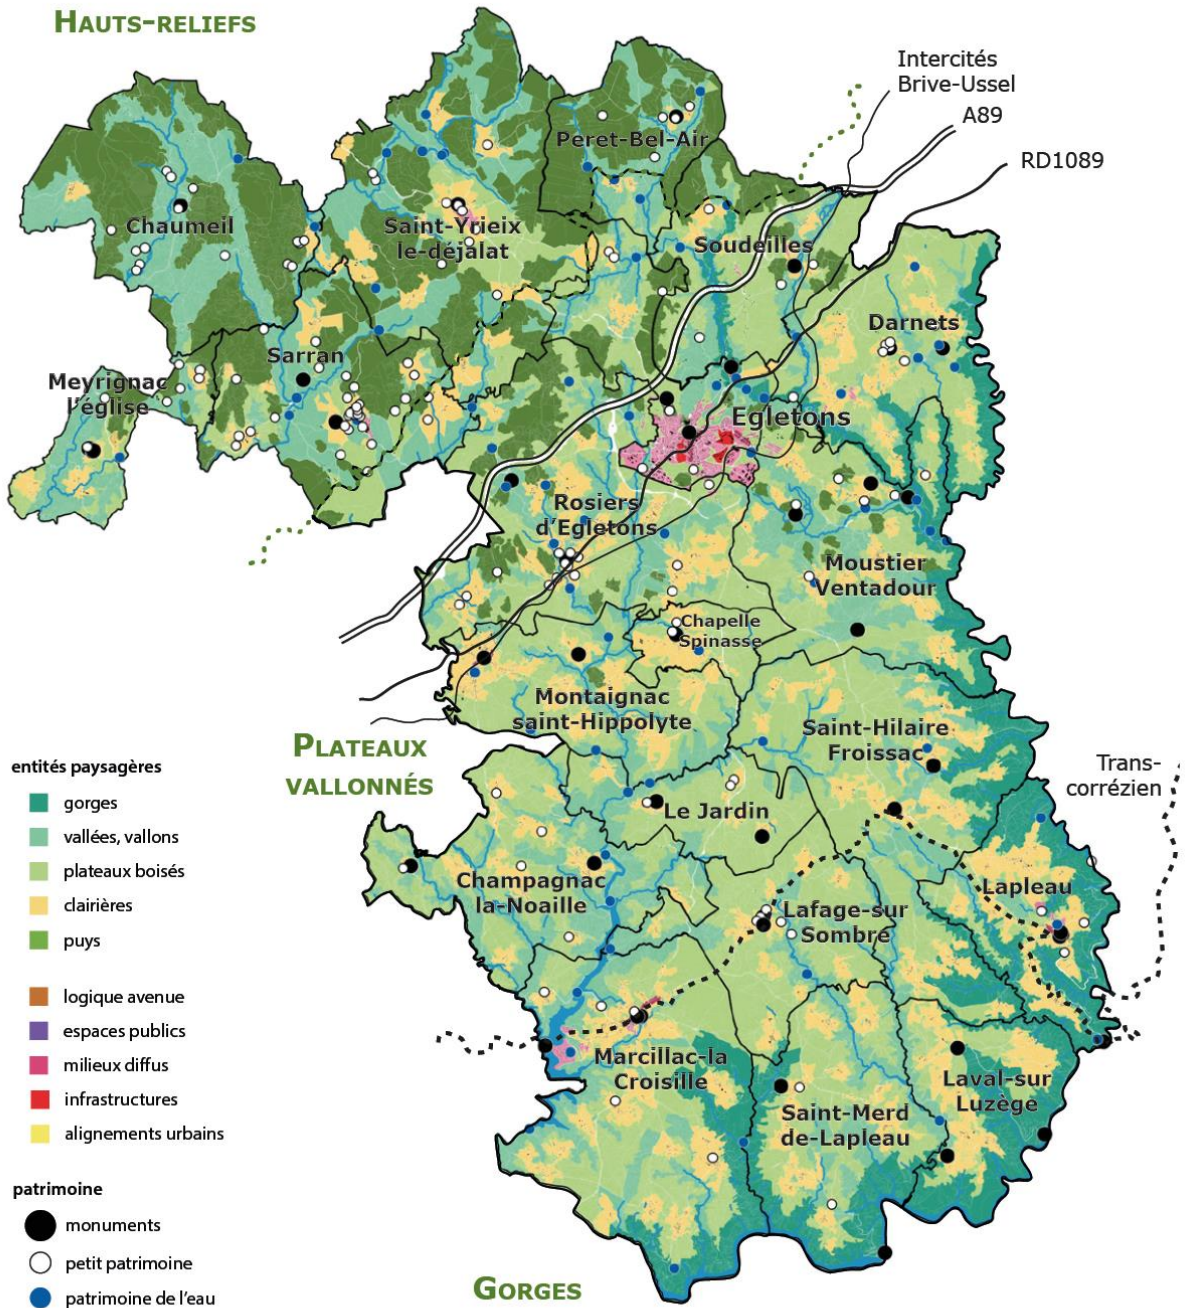 HAUTS-RELIEFS
Intercités
Brive-Ussel
A89
RD1089
Peret-Bel-Air
Chaumeil
Saint-Yrieix
le-déjalat
Soudeilles
Darnets
Sarran
Meyrignac
l'église
Egletons
Rosiers
d'Egletons
Moustier
Ventadour
Chapelle
Spinasse
Montaignac
saint-Hippolyte
Saint-Hilaire
Froissac
PLATEAUX
VALLONNÉS
Trans-
corrézien
Le Jardin
Champagnac
la-Noaille
Lapleau
Lafage-sur
Sombre
Marcillac-la
Croisille
Laval-sur
Luzège
Saint-Merd
de-Lapleau
GORGES
entités paysagères
gorges
vallées, vallons
plateaux boisés
clairières
puys
logique avenue
espaces publics
milieux diffus
infrastructures
alignements urbains
patrimoine
monuments
petit patrimoine
patrimoine de l'eau